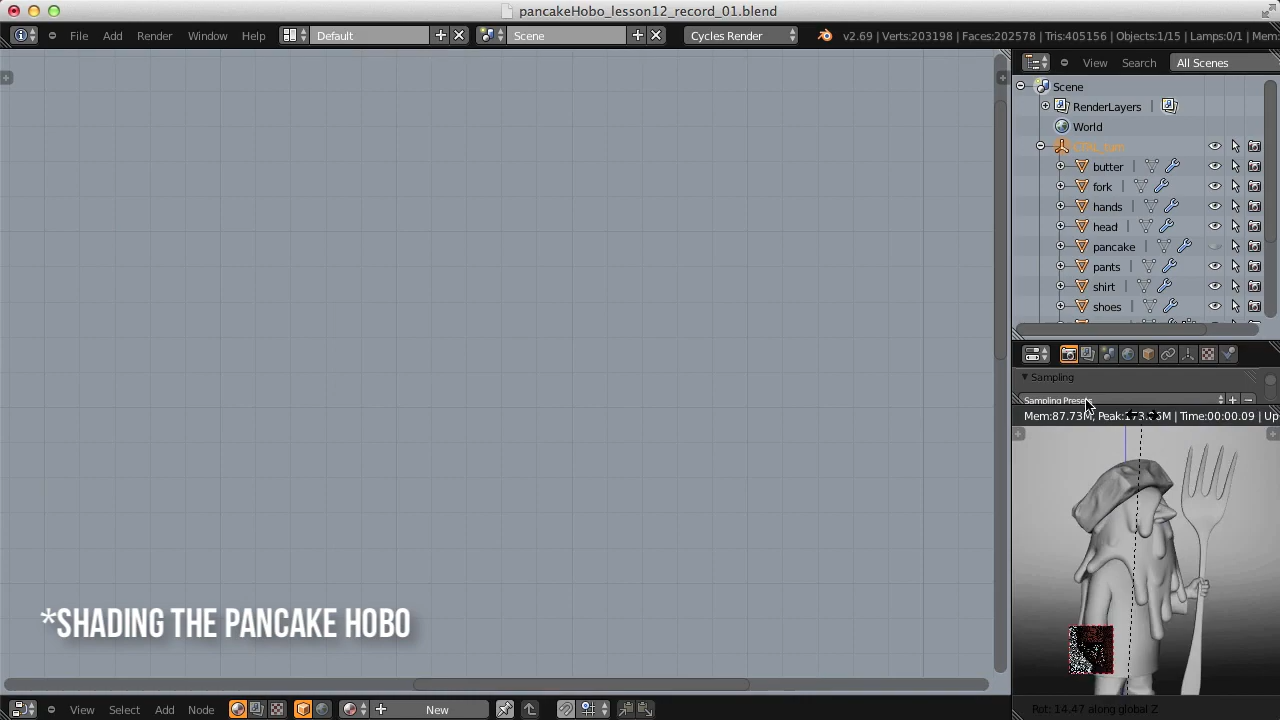 pancakeHobo_lesson12_record_01.blend
File Add Render Window Help Default Scene Cycles Render v2.69 | Verts:203198 | Faces:202578 | Tris:405156 | Objects:1/15 | Lamps:0/1 | Mem:
View Search All Scenes
Scene
RenderLayers
World
butter
fork
hands
head
pancake
pants
shirt
shoes
Sampling
Sampling Presets
Mem:87.73M, | Time:00:00.09 | Up
*SHADING THE PANCAKE HOBO
View Select Add Node New
Rot: 14.47 along global Z